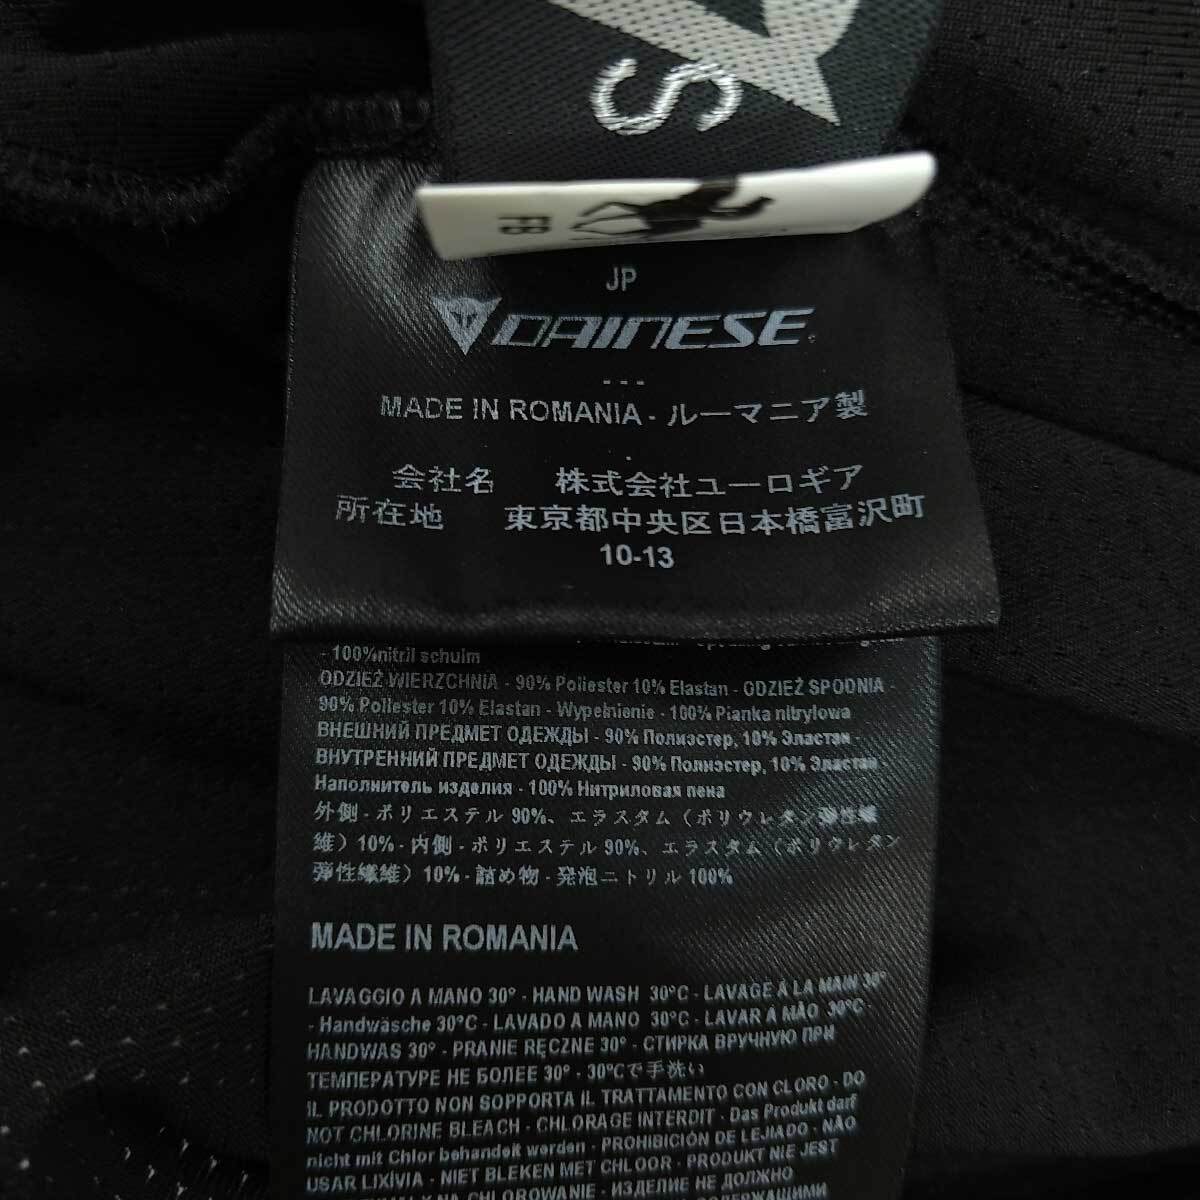 S
FB
JP
DAINESE
---
MADE IN ROMANIA - ルーマニア製
会社名 株式会社ユーロギア
所在地 東京都中央区日本橋富沢町
10-13
- 100%nitril schuim
ODZIEŻ WIERZCHNIA - 90% Poliester 10% Elastan - ODZIEŻ SPODNIA -
90% Poliester 10% Elastan - Wypełnienie - 100% Pianka nitrylowa
ВНЕШНИЙ ПРЕДМЕТ ОДЕЖДЫ - 90% Полиэстер, 10% Эластан -
ВНУТРЕННИЙ ПРЕДМЕТ ОДЕЖДЫ - 90% Полиэстер, 10% Эластан -
Наполнитель изделия - 100% Нитриловая пена
外側 - ポリエステル 90%、エラスタム（ポリウレタン弾性繊
維）10% - 内側 - ポリエステル 90%、エラスタム（ポリウレタン
弾性繊維）10% - 詰め物 - 発泡ニトリル 100%
MADE IN ROMANIA
LAVAGGIO A MANO 30° - HAND WASH 30°C - LAVAGE À LA MAIN 30°
- Handwäsche 30°C - LAVADO A MANO 30°C - LAVAR À MÃO 30°C -
HANDWAS 30° - PRANIE RĘCZNE 30° - СТИРКА ВРУЧНУЮ ПРИ
ТЕМПЕРАТУРЕ НЕ БОЛЕЕ 30° - 30°Cで手洗い
IL PRODOTTO NON SOPPORTA IL TRATTAMENTO CON CLORO - DO
NOT CHLORINE BLEACH - CHLORAGE INTERDIT - Das Produkt darf
nicht mit Chlor behandelt werden - PROHIBICIÓN DE LEJIADO - NÃO
USAR LIXÍVIA - NIET BLEKEN MET CHLOOR - PRODUKT NIE JEST
NA CHLOROWANIE - ИЗДЕЛИЕ НЕ ДОЛЖНО